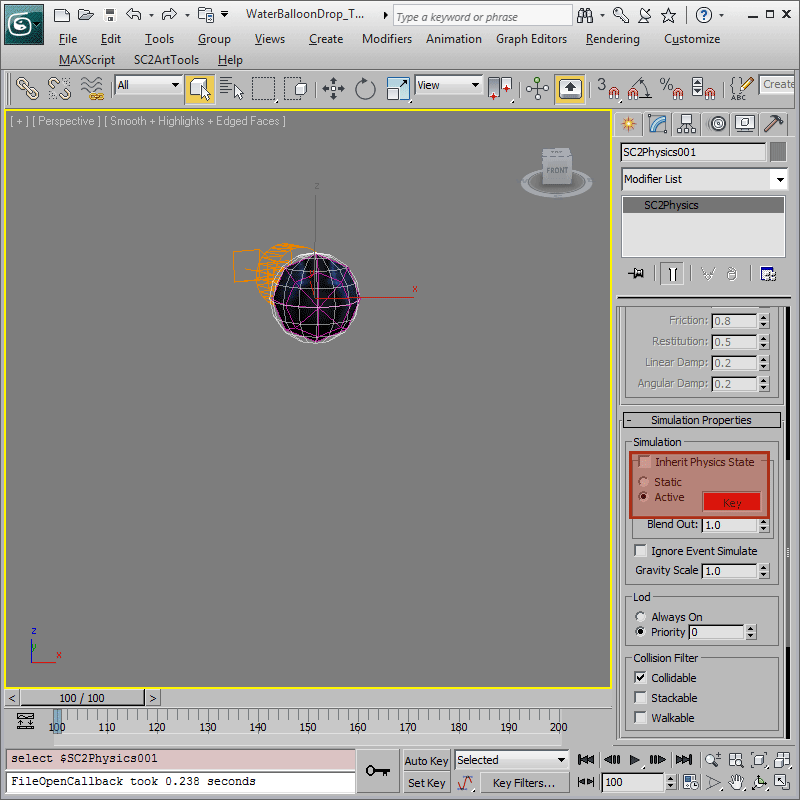 WaterBalloonDrop_T...
Type a keyword or phrase
File Edit Tools Group Views Create Modifiers Animation Graph Editors Rendering Customize
MAXScript SC2ArtTools Help
All View 3 % ABC Create
[ + ] [ Perspective ] [ Smooth + Highlights + Edged Faces ]
FRONT
z
x
z
y
x
SC2Physics001
Modifier List
SC2Physics
Friction: 0.8
Restitution: 0.5
Linear Damp: 0.2
Angular Damp: 0.2
- Simulation Properties
Simulation
Inherit Physics State
Static
Active Key
Blend Out: 1.0
Ignore Event Simulate
Gravity Scale 1.0
Lod
Always On
Priority 0
Collision Filter
Collidable
Stackable
Walkable
< 100 / 100 >
100 110 120 130 140 150 160 170 180 190 200
select $SC2Physics001
FileOpenCallback took 0.238 seconds
Auto Key Selected
Set Key Key Filters...
100